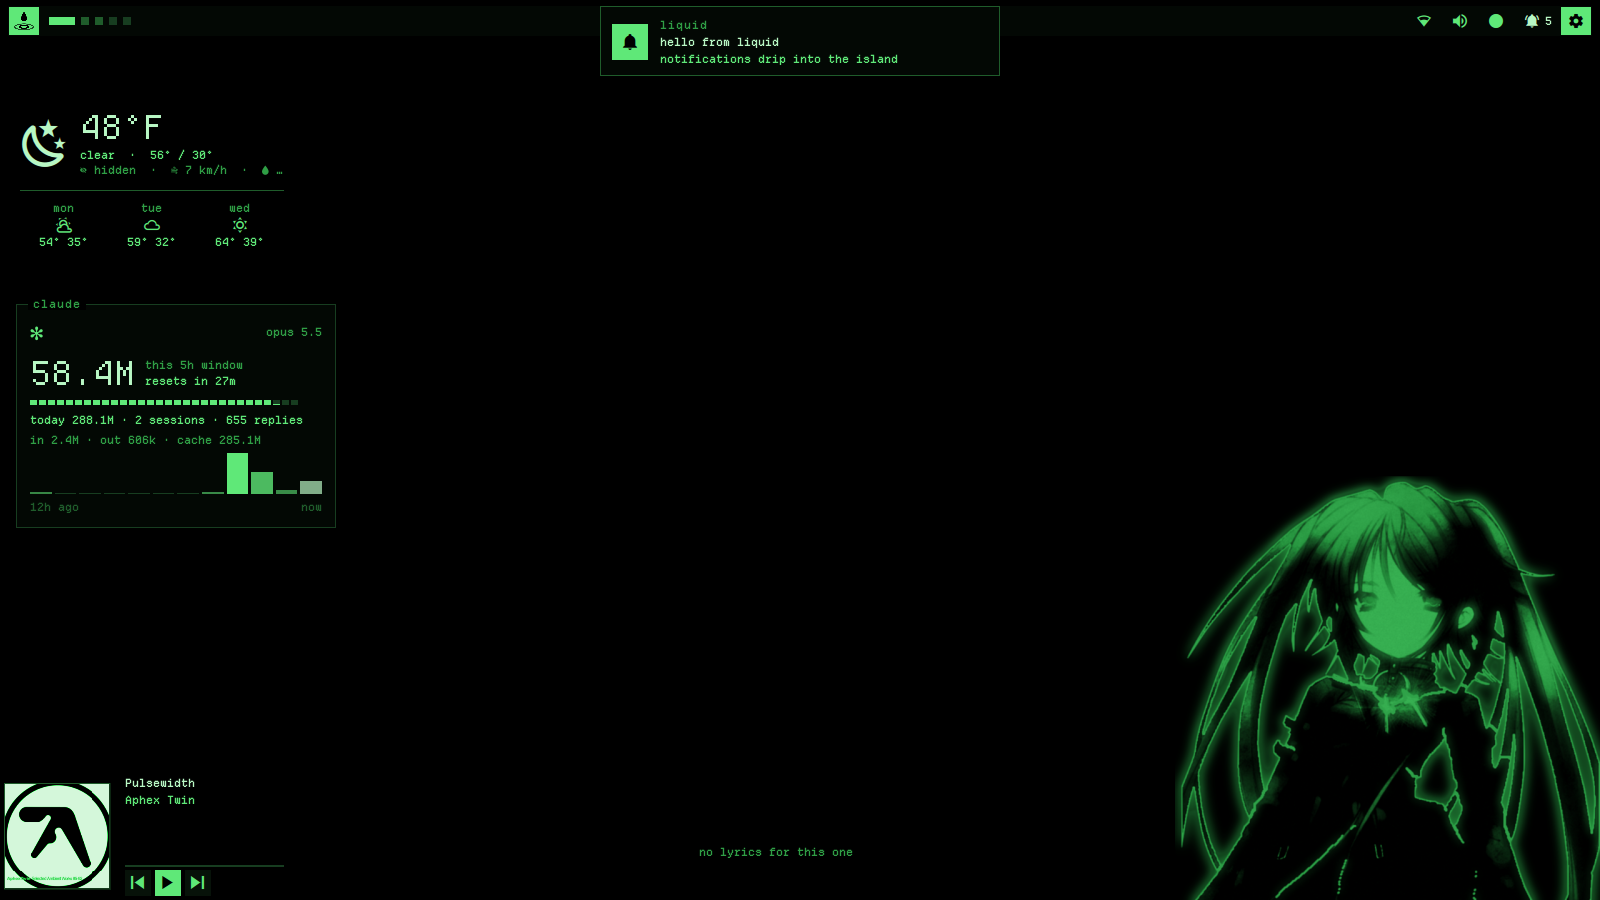 5
liquid
hello from liquid
notifications drip into the island
48°F
clear · 56° / 30°
hidden · 7 km/h · …
mon tue wed
54° 35° 59° 32° 64° 39°
claude
opus 5.5
58.4M
this 5h window
resets in 27m
today 288.1M · 2 sessions · 655 replies
in 2.4M · out 606k · cache 285.1M
12h ago now
Pulsewidth
Aphex Twin
no lyrics for this one